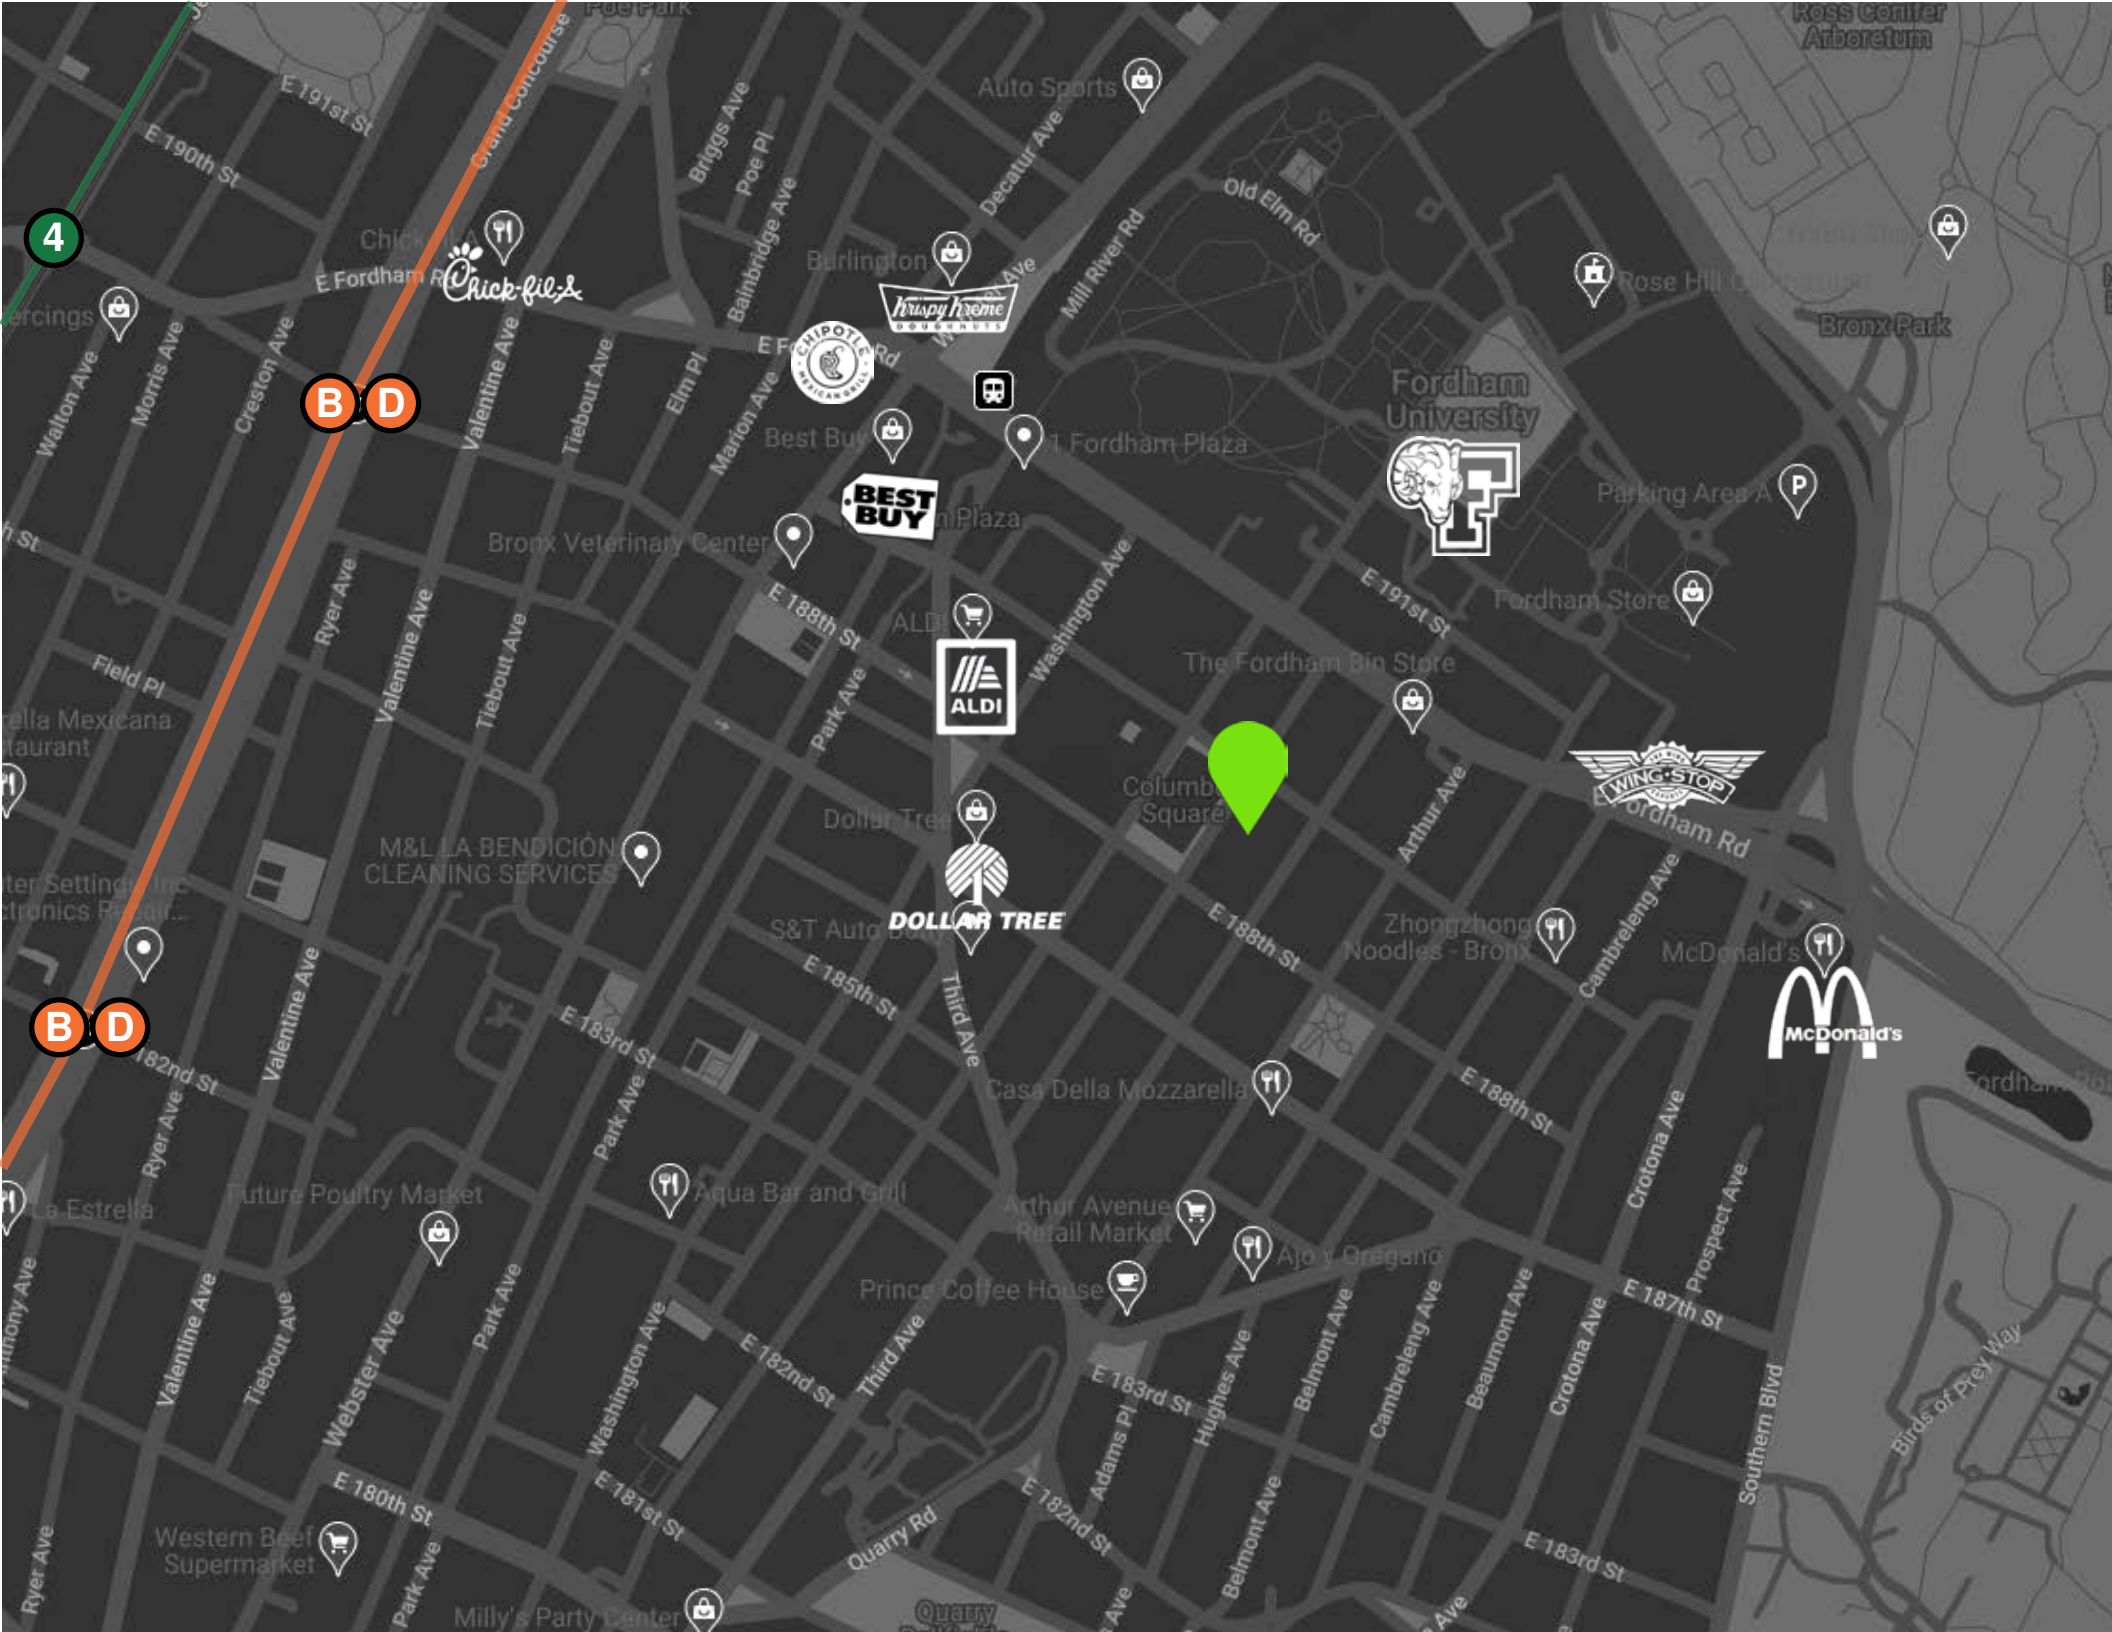 Poe Park
Ross Conifer
Arboretum
Grand Concourse
E 191st St
E 190th St
Auto Sports
Briggs Ave
Poe Pl
Decatur Ave
Bainbridge Ave
Old Elm Rd
Mill River Rd
4
Chick-fil-A
E Fordham Rd
Burlington
Krispy Kreme
DOUGHNUTS
Rose Hill
Bronx Park
Walton Ave
Morris Ave
Creston Ave
Valentine Ave
Tiebout Ave
Elm Pl
Marion Ave
CHIPOTLE
MEXICAN GRILL
B
D
Fordham
University
Best Buy
1 Fordham Plaza
BEST
BUY
Plaza
Parking Area A
P
Bronx Veterinary Center
E 188th St
Washington Ave
E 191st St
Fordham Store
Ryer Ave
Valentine Ave
Tiebout Ave
Field Pl
ALDI
Park Ave
The Fordham Bin Store
WING STOP
E Fordham Rd
Square
Arthur Ave
Dollar Tree
DOLLAR TREE
M&L LA BENDICIÓN
CLEANING SERVICES
S&T Auto
E 185th St
E 188th St
Zhongzhong
Noodles - Bronx
Cambreleng Ave
McDonald's
McDonald's
Valentine Ave
B
D
182nd St
E 183rd St
Third Ave
Casa Della Mozzarella
E 188th St
Ryer Ave
Park Ave
Crotona Ave
Prospect Ave
La Estrella
Future Poultry Market
Aqua Bar and Grill
Arthur Avenue
Retail Market
Ajo y Orégano
Prince Coffee House
E 187th St
Valentine Ave
Tiebout Ave
Webster Ave
Park Ave
Washington Ave
E 182nd St
Third Ave
E 183rd St
Adams Pl
Hughes Ave
Belmont Ave
Cambreleng Ave
Beaumont Ave
Crotona Ave
Southern Blvd
Birds of Prey Way
E 180th St
E 181st St
E 182nd St
Quarry Rd
Belmont Ave
E 183rd St
Western Beef
Supermarket
Ryer Ave
Park Ave
Milly's Party Center
Quarry